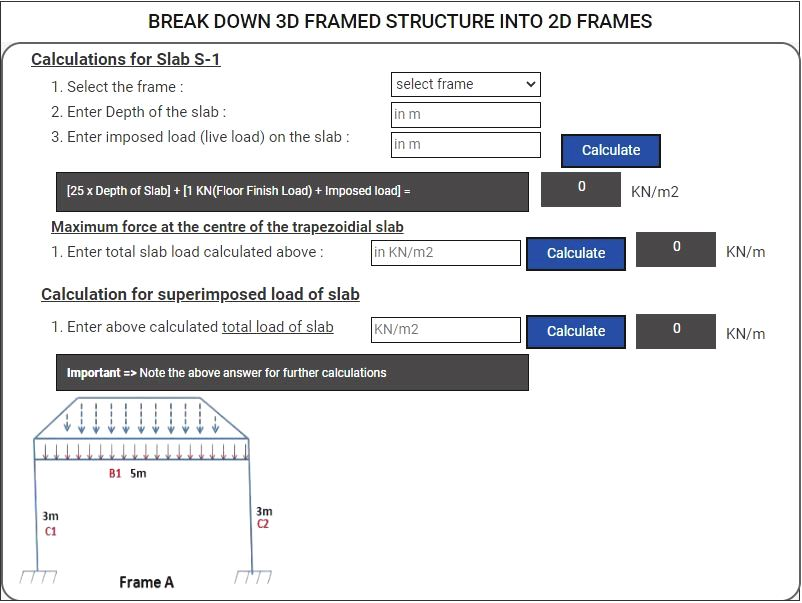 BREAK DOWN 3D FRAMED STRUCTURE INTO 2D FRAMES
Calculations for Slab S-1
1. Select the frame : select frame
2. Enter Depth of the slab : in m
3. Enter imposed load (live load) on the slab : in m Calculate
[25 x Depth of Slab] + [1 KN(Floor Finish Load) + Imposed load] = 0 KN/m2
Maximum force at the centre of the trapezoidial slab
1. Enter total slab load calculated above : in KN/m2 Calculate 0 KN/m
Calculation for superimposed load of slab
1. Enter above calculated total load of slab KN/m2 Calculate 0 KN/m
Important => Note the above answer for further calculations
B1 5m
3m 3m
C1 C2
Frame A